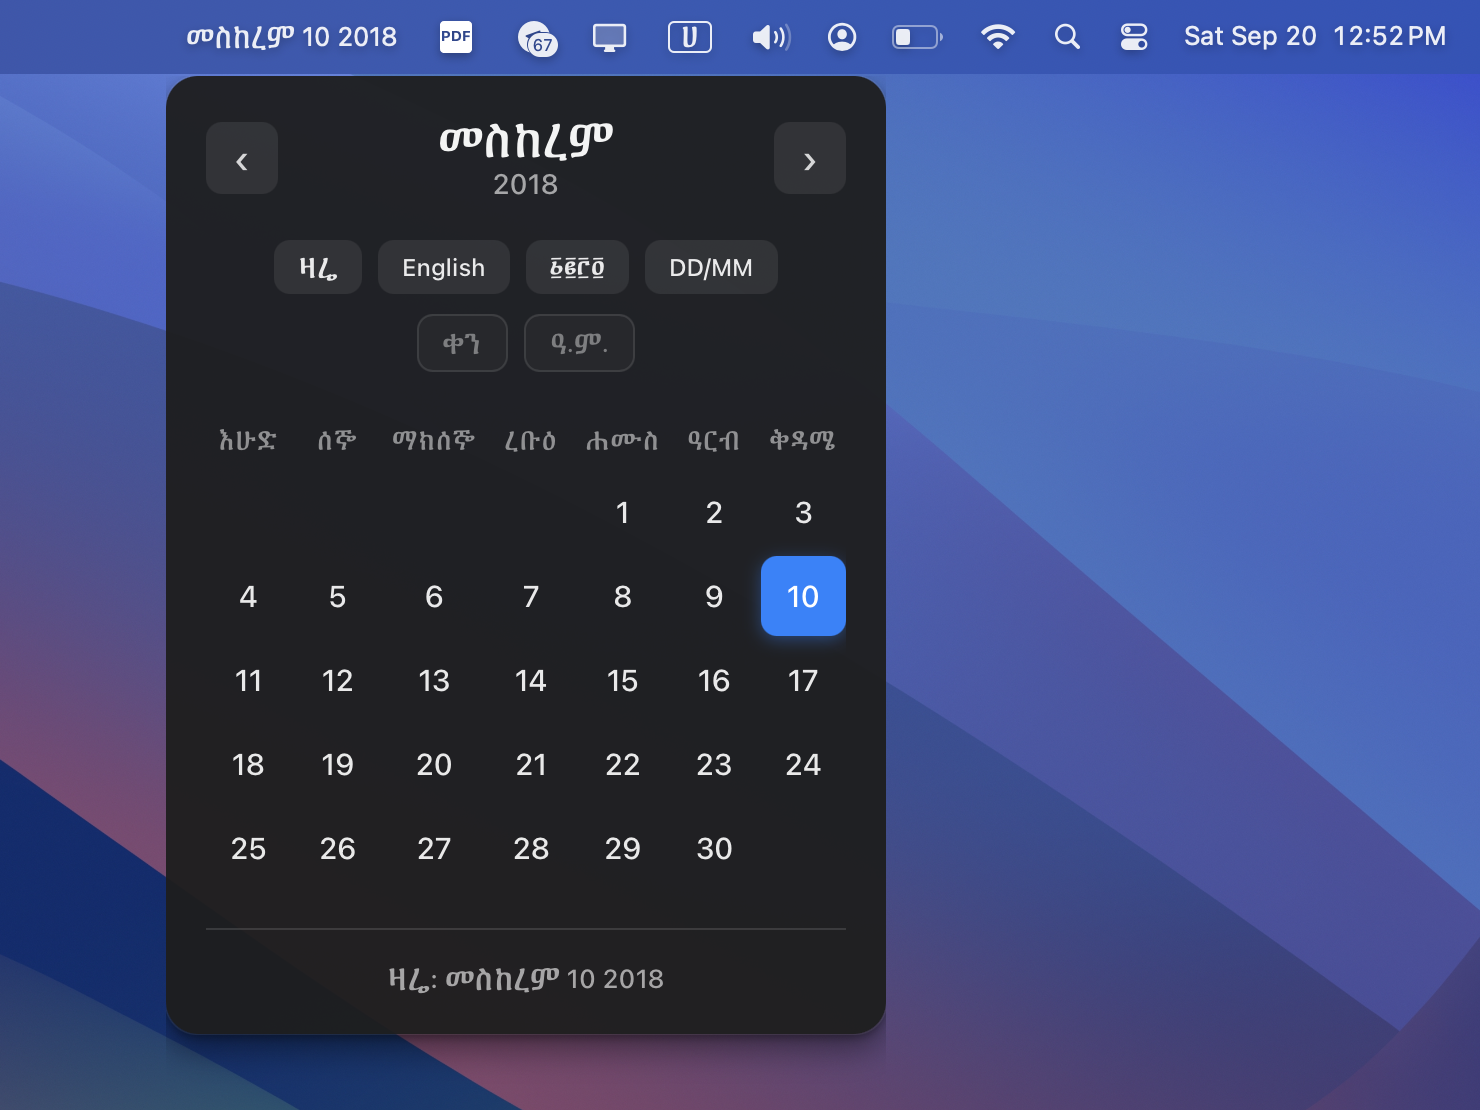 መስከረም 10 2018 PDF 67 ሀ Sat Sep 20 12:52 PM
‹ መስከረም ›
2018
ዛሬ English ፩፪፫፬ DD/MM
ቀን ዓ.ም.
እሁድ ሰኞ ማክሰኞ ረቡዕ ሐሙስ ዓርብ ቅዳሜ
1 2 3
4 5 6 7 8 9 10
11 12 13 14 15 16 17
18 19 20 21 22 23 24
25 26 27 28 29 30
ዛሬ: መስከረም 10 2018